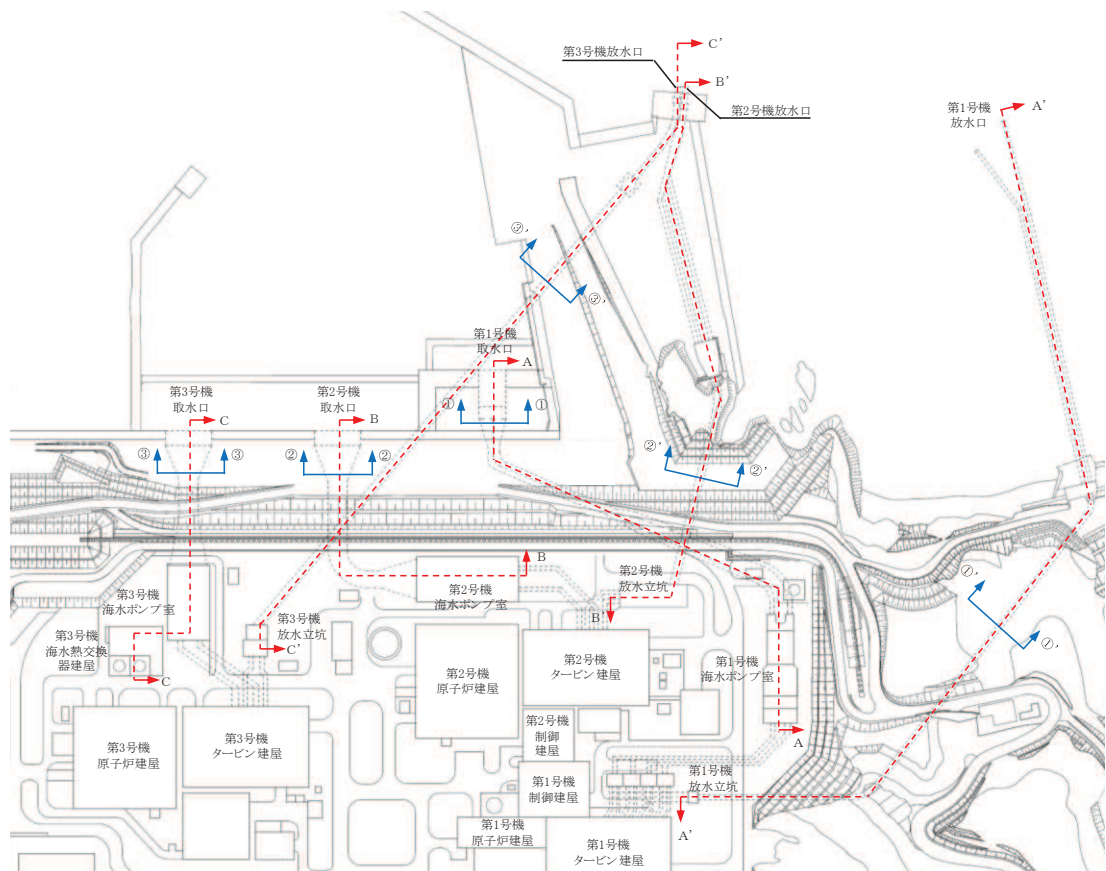 C’
第3号機放水口
B’
第2号機放水口
第1号機
放水口
A’
第1号機
取水口
A
第3号機
取水口
C
第2号機
取水口
B
①
①
③
③
②
②
②’
②’
B
第3号機
海水ポンプ室
第2号機
海水ポンプ室
第2号機
放水立坑
B’
第3号機
放水立坑
C’
第3号機
海水熱交換
器建屋
C
第2号機
原子炉建屋
第2号機
タービン建屋
第1号機
海水ポンプ室
A
第2号機
制御
建屋
第3号機
原子炉建屋
第3号機
タービン建屋
第1号機
制御建屋
第1号機
放水立坑
A’
第1号機
原子炉建屋
第1号機
タービン建屋